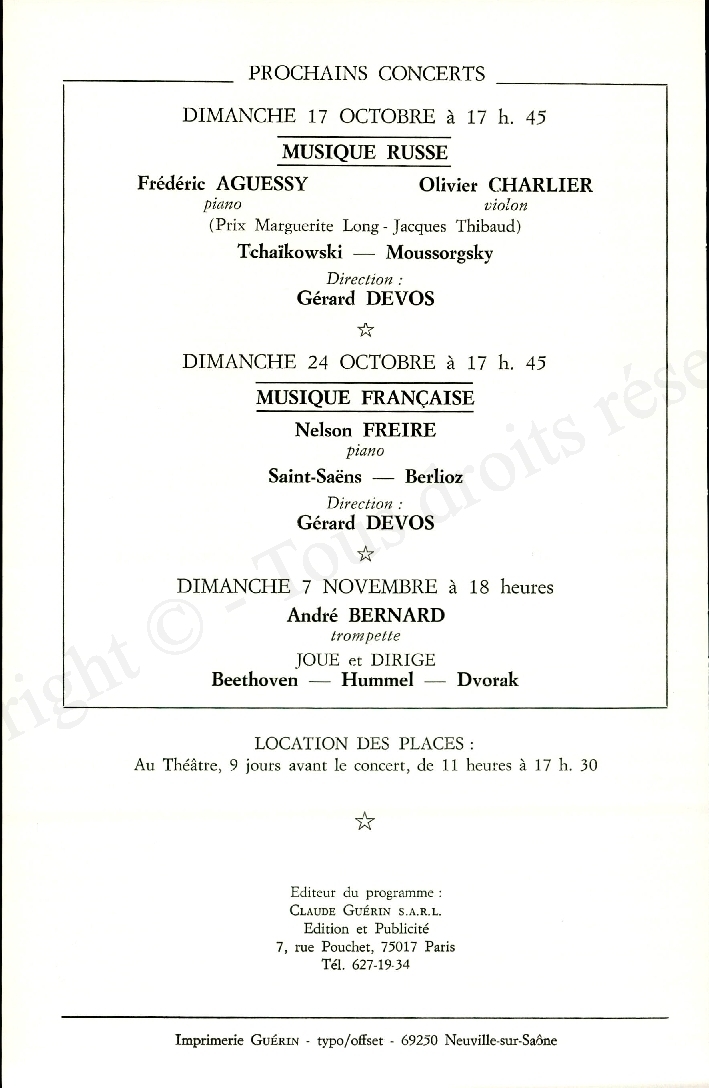 PROCHAINS CONCERTS
DIMANCHE 17 OCTOBRE à 17 h. 45
MUSIQUE RUSSE
Frédéric AGUESSY Olivier CHARLIER
piano violon
(Prix Marguerite Long - Jacques Thibaud)
Tchaïkowski — Moussorgsky
Direction :
Gérard DEVOS
☆
DIMANCHE 24 OCTOBRE à 17 h. 45
MUSIQUE FRANÇAISE
Nelson FREIRE
piano
Saint-Saëns — Berlioz
Direction :
Gérard DEVOS
☆
DIMANCHE 7 NOVEMBRE à 18 heures
André BERNARD
trompette
JOUE et DIRIGE
Beethoven — Hummel — Dvorak
LOCATION DES PLACES :
Au Théâtre, 9 jours avant le concert, de 11 heures à 17 h. 30
☆
Editeur du programme :
CLAUDE GUÉRIN S.A.R.L.
Edition et Publicité
7, rue Pouchet, 75017 Paris
Tél. 627-19-34
Imprimerie GUÉRIN - typo/offset - 69250 Neuville-sur-Saône
right © - Tous droits rése